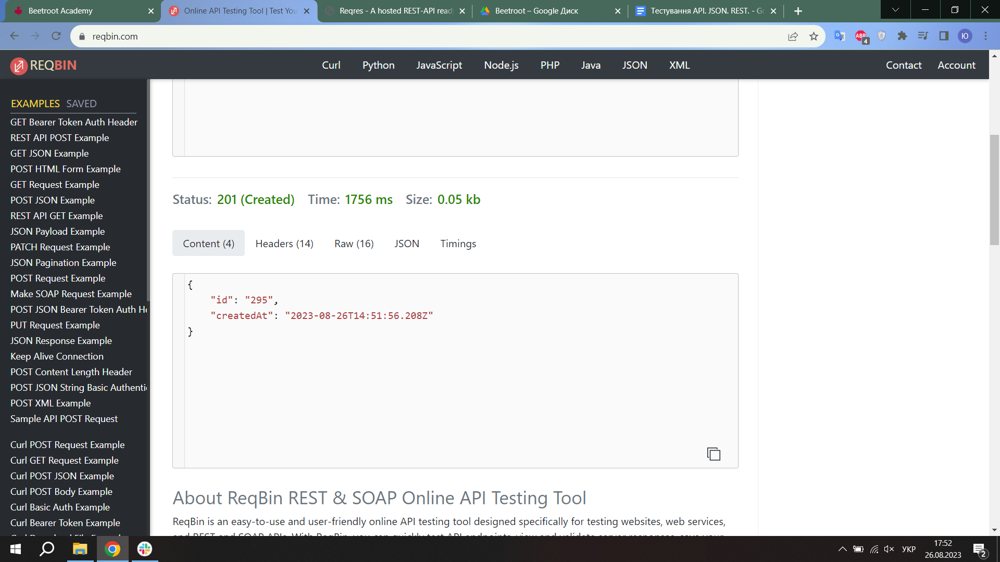 Beetroot Academy
Online API Testing Tool | Test You
Reqres - A hosted REST-API read
Beetroot – Google Диск
Тестування API. JSON. REST. - Go
reqbin.com
ABP
4
Ю
REQBIN
Curl
Python
JavaScript
Node.js
PHP
Java
JSON
XML
Contact
Account
EXAMPLES SAVED
GET Bearer Token Auth Header
REST API POST Example
GET JSON Example
POST HTML Form Example
GET Request Example
POST JSON Example
REST API GET Example
JSON Payload Example
PATCH Request Example
JSON Pagination Example
POST Request Example
Make SOAP Request Example
POST JSON Bearer Token Auth He
PUT Request Example
JSON Response Example
Keep Alive Connection
POST Content Length Header
POST JSON String Basic Authenti
POST XML Example
Sample API POST Request
Curl POST Request Example
Curl GET Request Example
Curl POST JSON Example
Curl POST Body Example
Curl Basic Auth Example
Curl Bearer Token Example
Status: 201 (Created) Time: 1756 ms Size: 0.05 kb
Content (4)
Headers (14)
Raw (16)
JSON
Timings
{
"id": "295",
"createdAt": "2023-08-26T14:51:56.208Z"
}
About ReqBin REST & SOAP Online API Testing Tool
ReqBin is an easy-to-use and user-friendly online API testing tool designed specifically for testing websites, web services,
УКР
17:52
26.08.2023
2